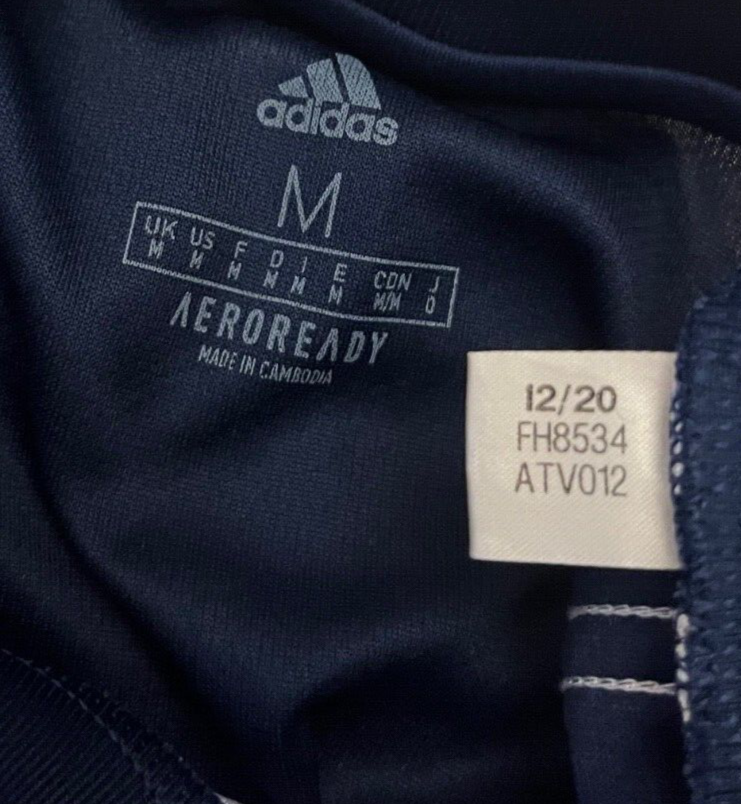 adidas
M
UK US F D I E CDN J
M M M M M M M/M O
AEROREADY
MADE IN CAMBODIA
12/20
FH8534
ATV012